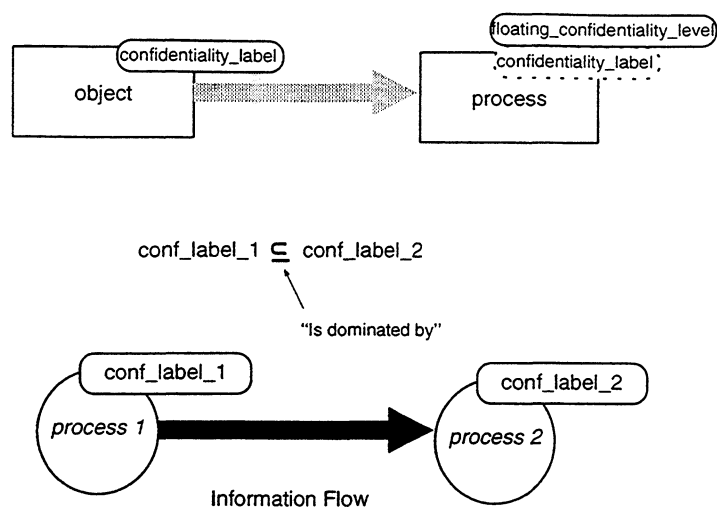 floating_confidentiality_level
confidentiality_label
confidentiality_label
object
process
conf_label_1 ⊆ conf_label_2
“Is dominated by”
conf_label_1
conf_label_2
process 1
process 2
Information Flow